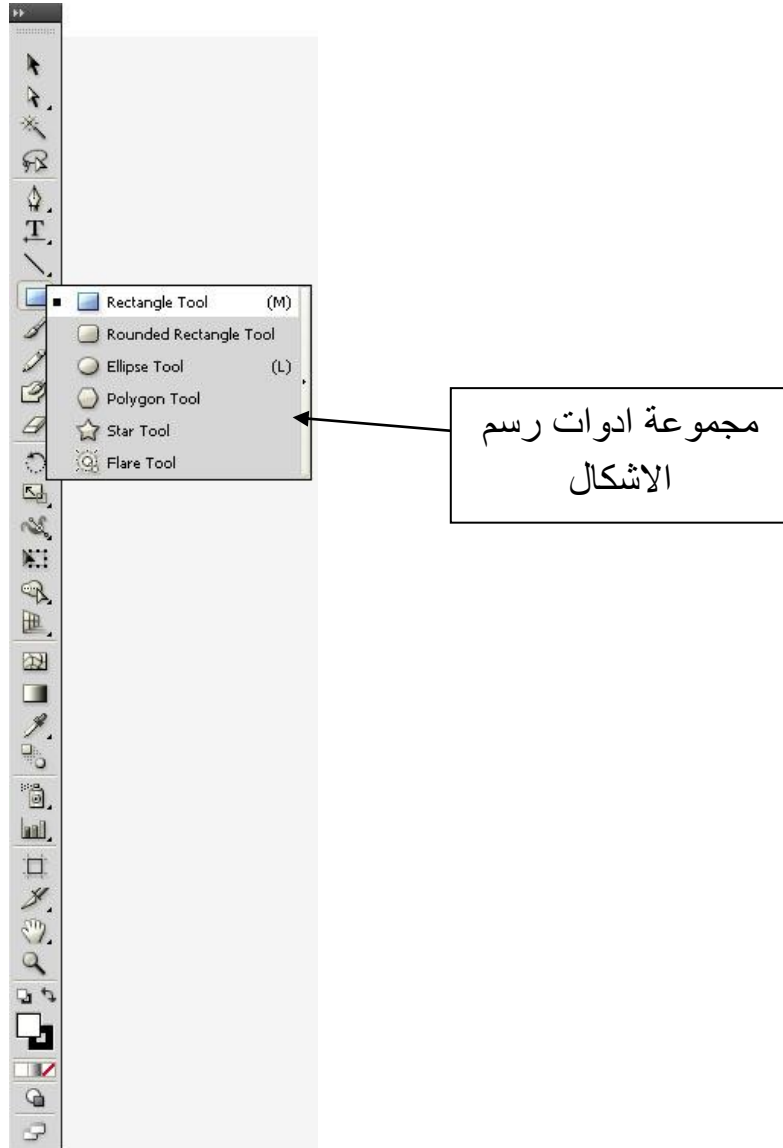 Rectangle Tool (M)
Rounded Rectangle Tool
Ellipse Tool (L)
Polygon Tool
Star Tool
Flare Tool
مجموعة ادوات رسم
الاشكال